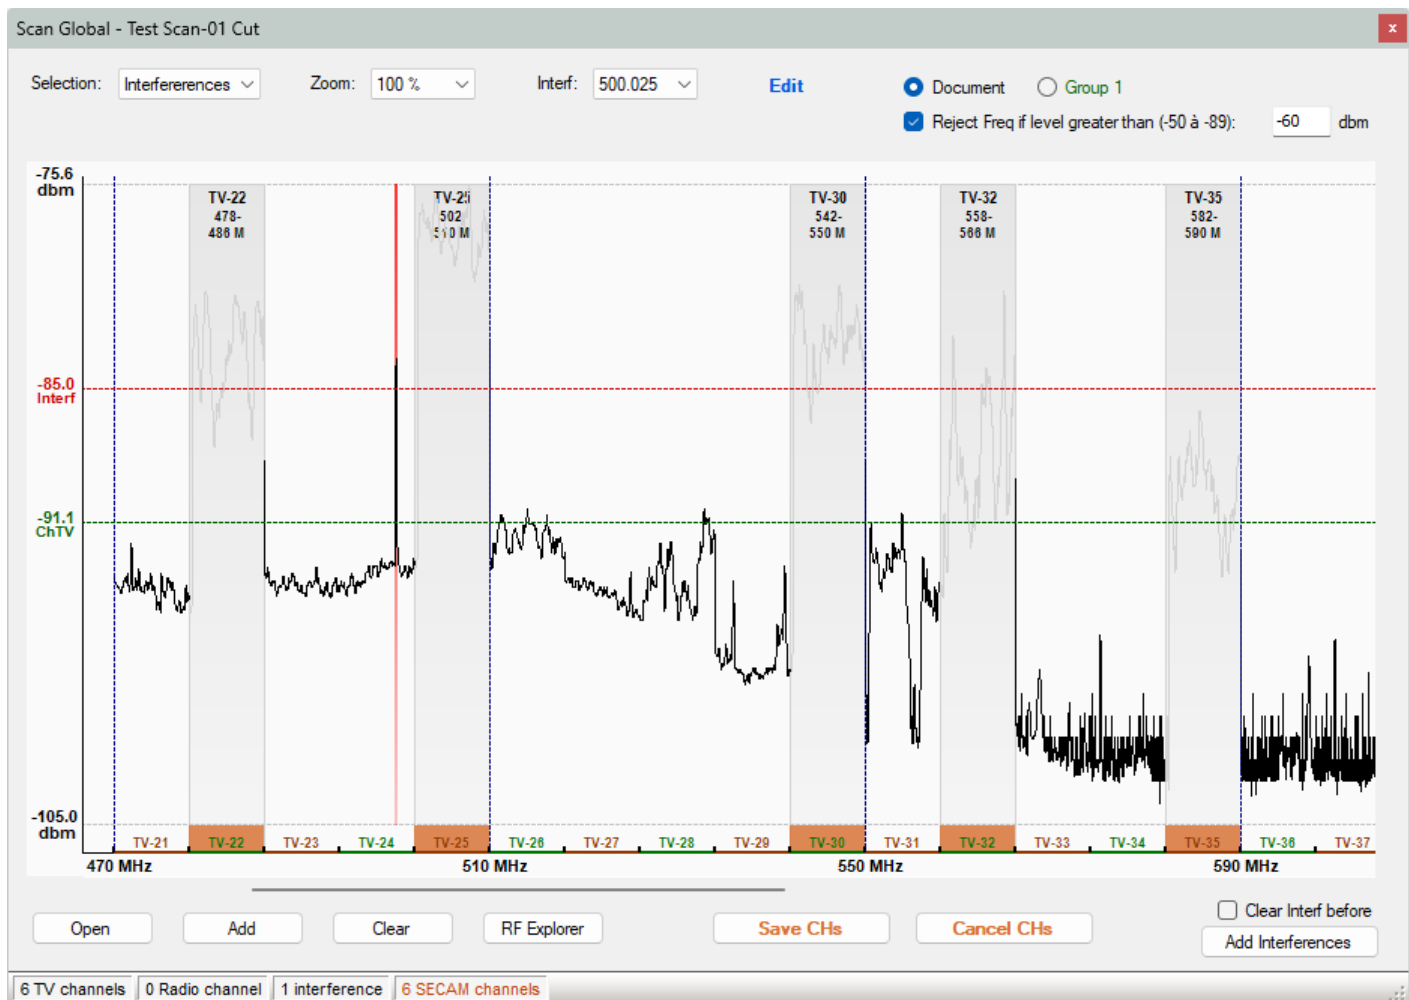 Scan Global - Test Scan-01 Cut
x
Selection: Interfererences Zoom: 100 % Interf: 500.025 Edit Document Group 1
Reject Freq if level greater than (-50 à -89): -60 dbm
-75.6
dbm
TV-22
478-
486 M
TV-25
502
510 M
TV-30
542-
550 M
TV-32
558-
566 M
TV-35
582-
590 M
-85.0
Interf
-91.1
ChTV
-105.0
dbm
TV-21 TV-22 TV-23 TV-24 TV-25 TV-26 TV-27 TV-28 TV-29 TV-30 TV-31 TV-32 TV-33 TV-34 TV-35 TV-36 TV-37
470 MHz 510 MHz 550 MHz 590 MHz
Clear Interf before
Open Add Clear RF Explorer Save CHs Cancel CHs Add Interferences
6 TV channels 0 Radio channel 1 interference 6 SECAM channels